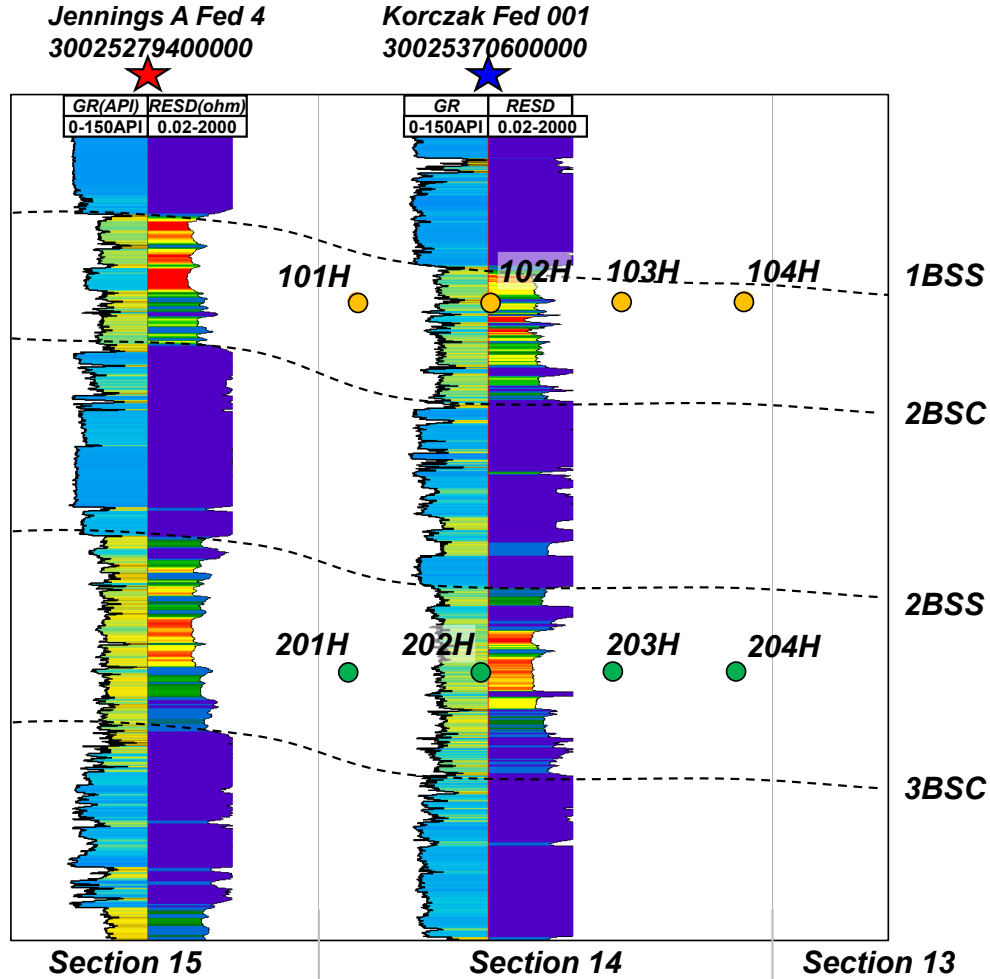 Jennings A Fed 4
30025279400000
Korczak Fed 001
30025370600000
GR(API) RESD(ohm)
0-150API 0.02-2000
GR RESD
0-150API 0.02-2000
101H 102H 103H 104H
1BSS
2BSC
2BSS
201H 202H 203H 204H
3BSC
Section 15 Section 14 Section 13